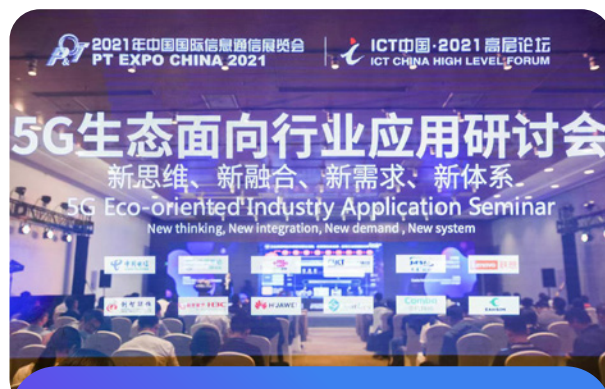 2021年中国国际信息通信展览会
PT EXPO CHINA 2021
ICT中国·2021高层论坛
ICT CHINA HIGH LEVEL FORUM
5G生态面向行业应用研讨会
新思维、新融合、新需求、新体系
5G Eco-oriented Industry Application Seminar
New thinking, New integration, New demand, New system
中国电信
H3C
HUAWEI